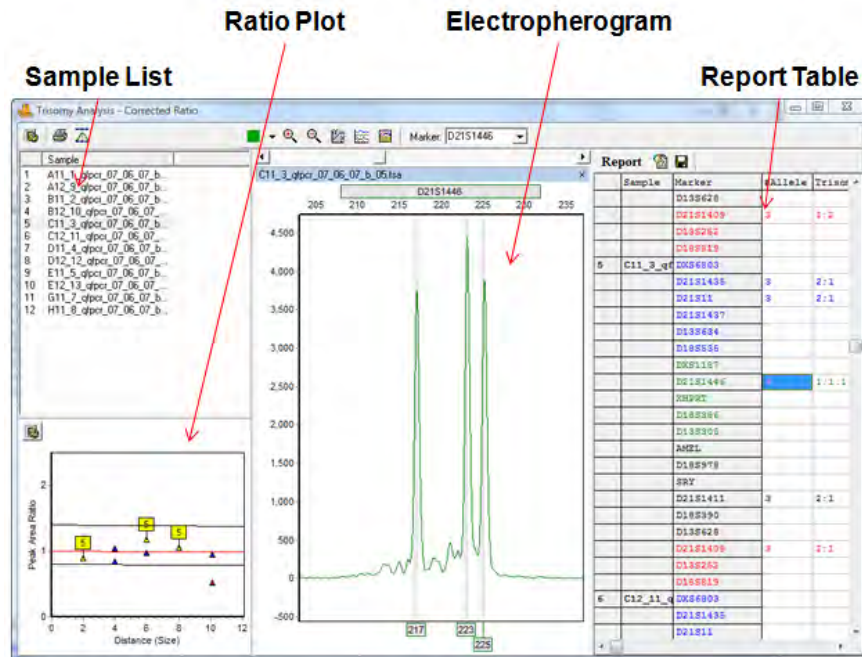 Ratio Plot
Electropherogram
Sample List
Report Table
Trisomy Analysis - Corrected Ratio
Marker: D21S1446
Sample
1 A11_1_qfpcr_07_06_07_b...
2 A12_9_qfpcr_07_06_07_b...
3 B11_2_qfpcr_07_06_07_b...
4 B12_10_qfpcr_07_06_07_...
5 C11_3_qfpcr_07_06_07_b...
6 C12_11_qfpcr_07_06_07_...
7 D11_4_qfpcr_07_06_07_b...
8 D12_12_qfpcr_07_06_07_...
9 E11_5_qfpcr_07_06_07_b...
10 E12_13_qfpcr_07_06_07_...
11 G11_7_qfpcr_07_06_07_b...
12 H11_8_qfpcr_07_06_07_b...
C11_3_qfpcr_07_06_07_b_05.fsa
D21S1446
205 210 215 220 225 230 235
4,500
4,000
3,500
3,000
2,500
2,000
1,500
1,000
500
0
-500
217 223
225
Peak Area Ratio
2
1
0
5 5 5
0 2 4 6 8 10 12
Distance (Size)
Report
Sample Marker #Allele Trisom
D13S628
D21S1409 3 1:2
D13S252
D18S819
5 C11_3_qf DXS6803
D21S1435 3 2:1
D21S11 3 2:1
D21S1437
D13S634
D18S535
DXS1187
D21S1446 1/1:1
XHPRT
D18S386
D13S305
AMEL
D18S978
SRY
D21S1411 3 2:1
D18S390
D13S628
D21S1409 3 2:1
D13S252
D18S819
6 C12_11_q DXS6803
D21S1435
D21S11